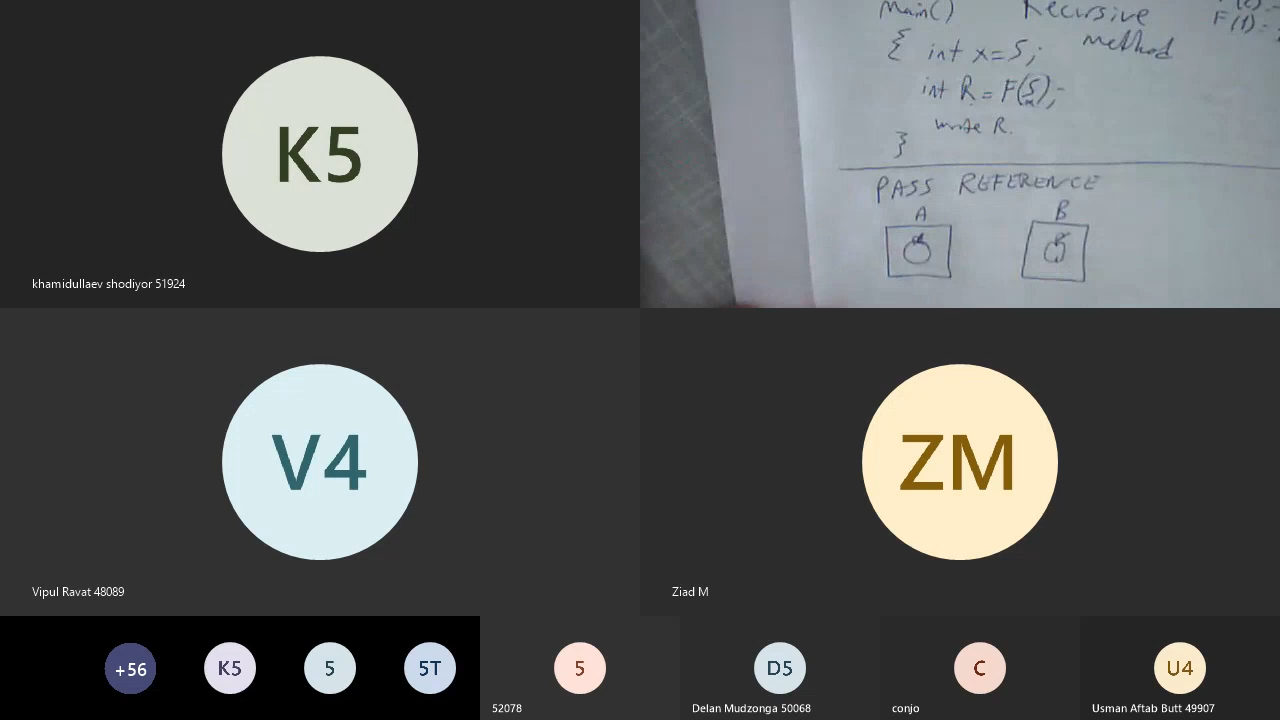 K5
khamidullaev shodiyor 51924
main() Recursive
method
F(1)=
{ int x=5;
int R = F(5);
write R.
}
PASS REFERENCE
A B
V4
Vipul Ravat 48089
ZM
Ziad M
+56
K5
5
5T
5
52078
D5
Delan Mudzonga 50068
C
conjo
U4
Usman Aftab Butt 49907